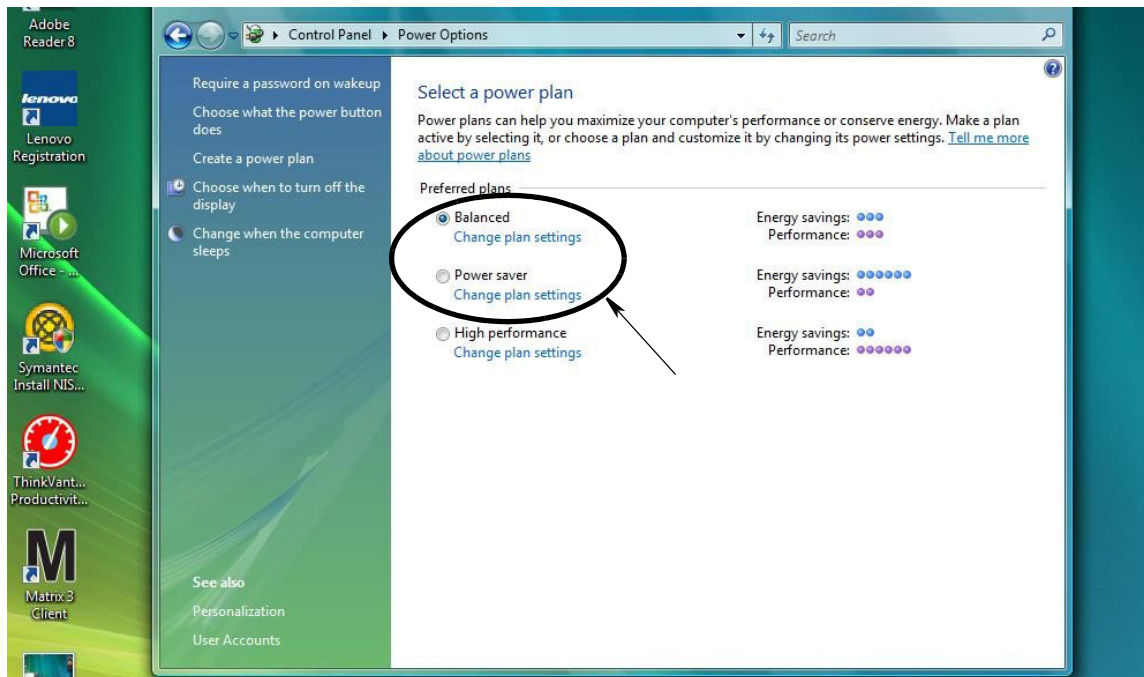 Adobe
Reader 8
lenovo
Lenovo
Registration
Microsoft
Office - ...
Symantec
Install NIS...
ThinkVant...
Productivit...
M
Matrix 3
Client
Control Panel
Power Options
Search
Require a password on wakeup
Choose what the power button
does
Create a power plan
Choose when to turn off the
display
Change when the computer
sleeps
See also
Personalization
User Accounts
?
Select a power plan
Power plans can help you maximize your computer's performance or conserve energy. Make a plan
active by selecting it, or choose a plan and customize it by changing its power settings. Tell me more
about power plans
Preferred plans
Balanced
Energy savings:
Change plan settings
Performance:
Power saver
Energy savings:
Change plan settings
Performance:
High performance
Energy savings:
Change plan settings
Performance: